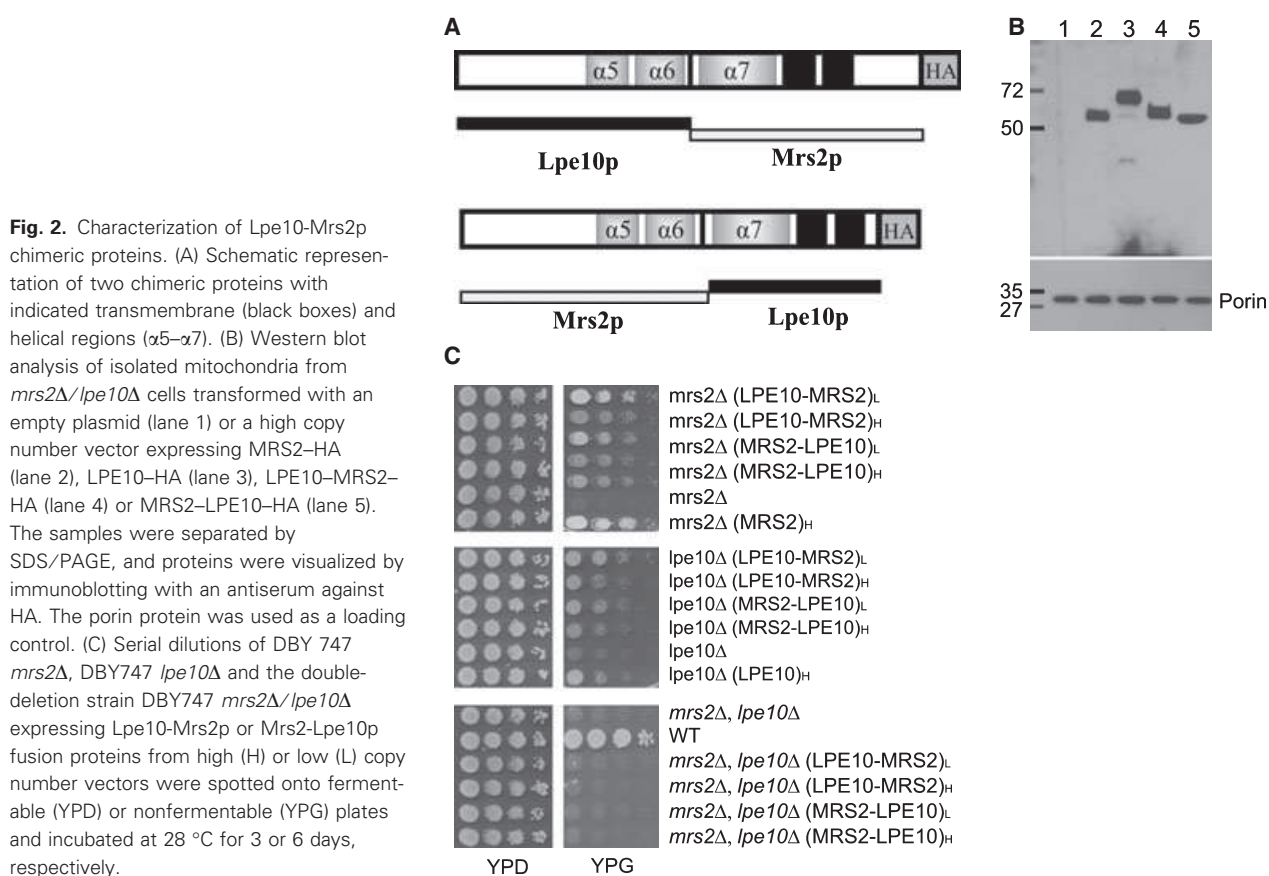 Fig. 2. Characterization of Lpe10-Mrs2p
chimeric proteins. (A) Schematic represen-
tation of two chimeric proteins with
indicated transmembrane (black boxes) and
helical regions (α5–α7). (B) Western blot
analysis of isolated mitochondria from
mrs2Δ/lpe10Δ cells transformed with an
empty plasmid (lane 1) or a high copy
number vector expressing MRS2–HA
(lane 2), LPE10–HA (lane 3), LPE10–MRS2–
HA (lane 4) or MRS2–LPE10–HA (lane 5).
The samples were separated by
SDS/PAGE, and proteins were visualized by
immunoblotting with an antiserum against
HA. The porin protein was used as a loading
control. (C) Serial dilutions of DBY 747
mrs2Δ, DBY747 lpe10Δ and the double-
deletion strain DBY747 mrs2Δ/lpe10Δ
expressing Lpe10-Mrs2p or Mrs2-Lpe10p
fusion proteins from high (H) or low (L) copy
number vectors were spotted onto ferment-
able (YPD) or nonfermentable (YPG) plates
and incubated at 28 °C for 3 or 6 days,
respectively.
A
α5 α6 α7 HA
Lpe10p Mrs2p
α5 α6 α7 HA
Mrs2p Lpe10p
B
1 2 3 4 5
72
50
35
27
Porin
C
mrs2Δ (LPE10-MRS2)L
mrs2Δ (LPE10-MRS2)H
mrs2Δ (MRS2-LPE10)L
mrs2Δ (MRS2-LPE10)H
mrs2Δ
mrs2Δ (MRS2)H
lpe10Δ (LPE10-MRS2)L
lpe10Δ (LPE10-MRS2)H
lpe10Δ (MRS2-LPE10)L
lpe10Δ (MRS2-LPE10)H
lpe10Δ
lpe10Δ (LPE10)H
mrs2Δ, lpe10Δ
WT
mrs2Δ, lpe10Δ (LPE10-MRS2)L
mrs2Δ, lpe10Δ (LPE10-MRS2)H
mrs2Δ, lpe10Δ (MRS2-LPE10)L
mrs2Δ, lpe10Δ (MRS2-LPE10)H
YPD YPG